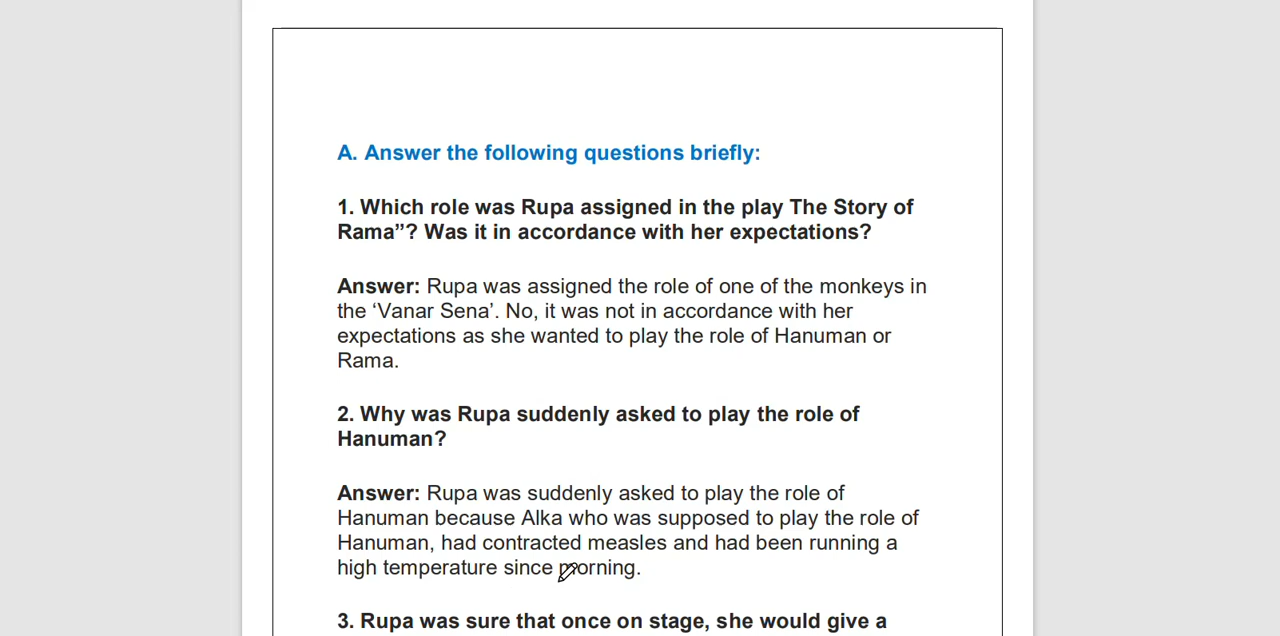 A. Answer the following questions briefly:
1. Which role was Rupa assigned in the play The Story of
Rama”? Was it in accordance with her expectations?
Answer: Rupa was assigned the role of one of the monkeys in
the ‘Vanar Sena’. No, it was not in accordance with her
expectations as she wanted to play the role of Hanuman or
Rama.
2. Why was Rupa suddenly asked to play the role of
Hanuman?
Answer: Rupa was suddenly asked to play the role of
Hanuman because Alka who was supposed to play the role of
Hanuman, had contracted measles and had been running a
high temperature since morning.
3. Rupa was sure that once on stage, she would give a